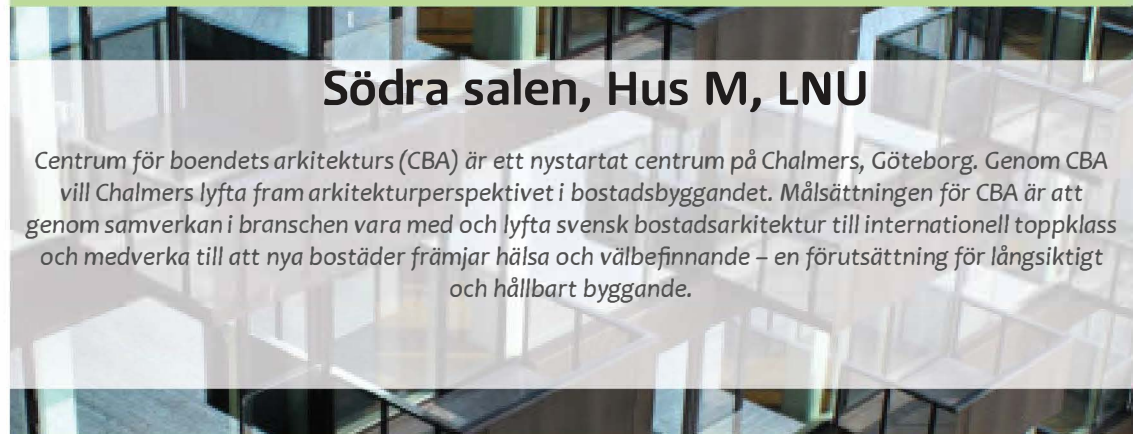 Södra salen, Hus M, LNU
Centrum för boendets arkitekturs (CBA) är ett nystartat centrum på Chalmers, Göteborg. Genom CBA
vill Chalmers lyfta fram arkitekturperspektivet i bostadsbyggandet. Målsättningen för CBA är att
genom samverkan i branschen vara med och lyfta svensk bostadsarkitektur till internationell toppklass
och medverka till att nya bostäder främjar hälsa och välbefinnande – en förutsättning för långsiktigt
och hållbart byggande.